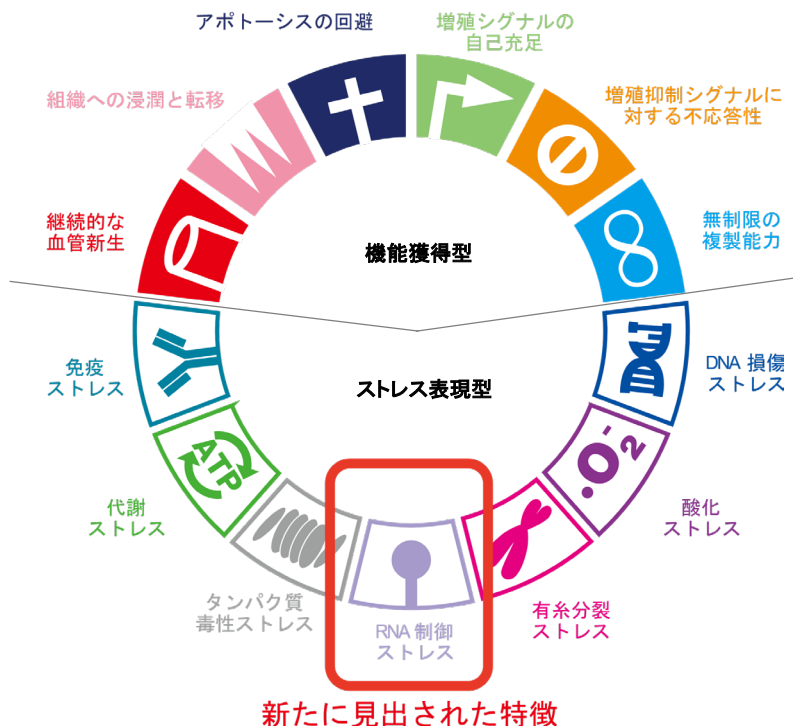 アポトーシスの回避
増殖シグナルの
自己充足
組織への浸潤と転移
増殖抑制シグナルに
対する不応答性
継続的な
血管新生
無制限の
複製能力
機能獲得型
ストレス表現型
免疫
ストレス
DNA 損傷
ストレス
ATP
•O2-
代謝
ストレス
酸化
ストレス
タンパク質
毒性ストレス
RNA 制御
ストレス
有糸分裂
ストレス
新たに見出された特徴